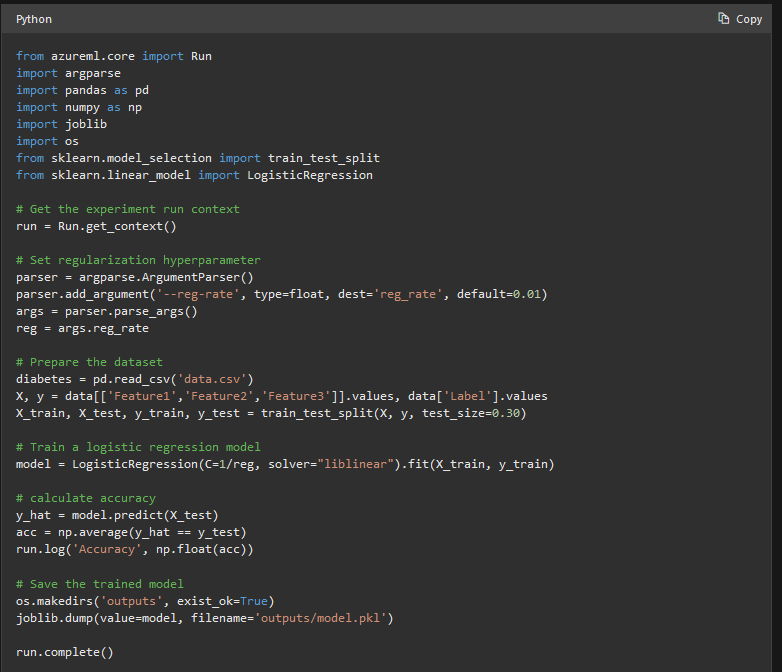 Python
Copy
from azureml.core import Run
import argparse
import pandas as pd
import numpy as np
import joblib
import os
from sklearn.model_selection import train_test_split
from sklearn.linear_model import LogisticRegression
# Get the experiment run context
run = Run.get_context()
# Set regularization hyperparameter
parser = argparse.ArgumentParser()
parser.add_argument('--reg-rate', type=float, dest='reg_rate', default=0.01)
args = parser.parse_args()
reg = args.reg_rate
# Prepare the dataset
diabetes = pd.read_csv('data.csv')
X, y = data[['Feature1','Feature2','Feature3']].values, data['Label'].values
X_train, X_test, y_train, y_test = train_test_split(X, y, test_size=0.30)
# Train a logistic regression model
model = LogisticRegression(C=1/reg, solver="liblinear").fit(X_train, y_train)
# calculate accuracy
y_hat = model.predict(X_test)
acc = np.average(y_hat == y_test)
run.log('Accuracy', np.float(acc))
# Save the trained model
os.makedirs('outputs', exist_ok=True)
joblib.dump(value=model, filename='outputs/model.pkl')
run.complete()